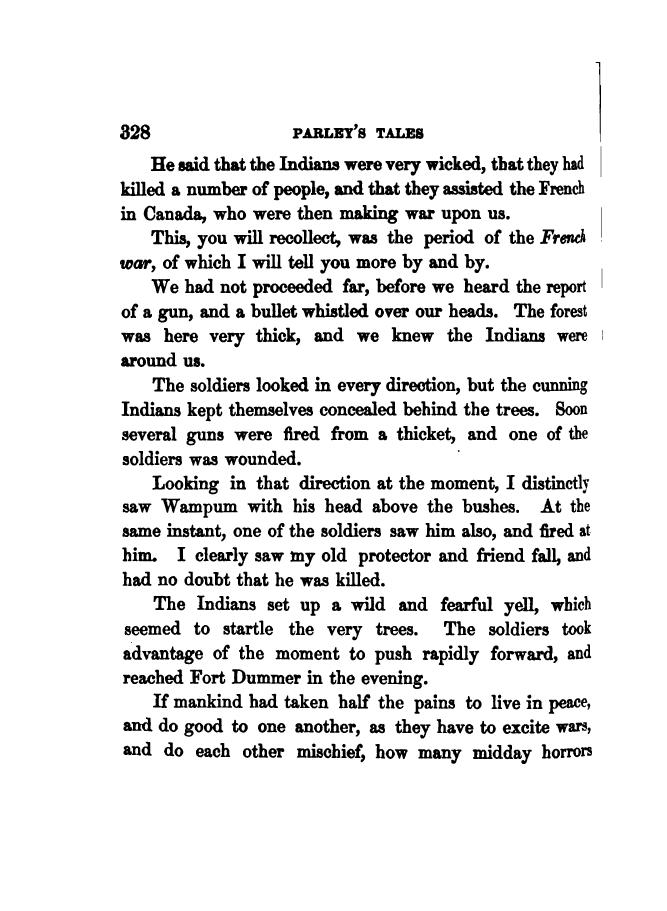 328 PARLEY'S TALES
He said that the Indians were very wicked, that they had
killed a number of people, and that they assisted the French
in Canada, who were then making war upon us.
This, you will recollect, was the period of the French
war, of which I will tell you more by and by.
We had not proceeded far, before we heard the report
of a gun, and a bullet whistled over our heads. The forest
was here very thick, and we knew the Indians were
around us.
The soldiers looked in every direction, but the cunning
Indians kept themselves concealed behind the trees. Soon
several guns were fired from a thicket, and one of the
soldiers was wounded.
Looking in that direction at the moment, I distinctly
saw Wampum with his head above the bushes. At the
same instant, one of the soldiers saw him also, and fired at
him. I clearly saw my old protector and friend fall, and
had no doubt that he was killed.
The Indians set up a wild and fearful yell, which
seemed to startle the very trees. The soldiers took
advantage of the moment to push rapidly forward, and
reached Fort Dummer in the evening.
If mankind had taken half the pains to live in peace,
and do good to one another, as they have to excite wars,
and do each other mischief, how many midday horrors